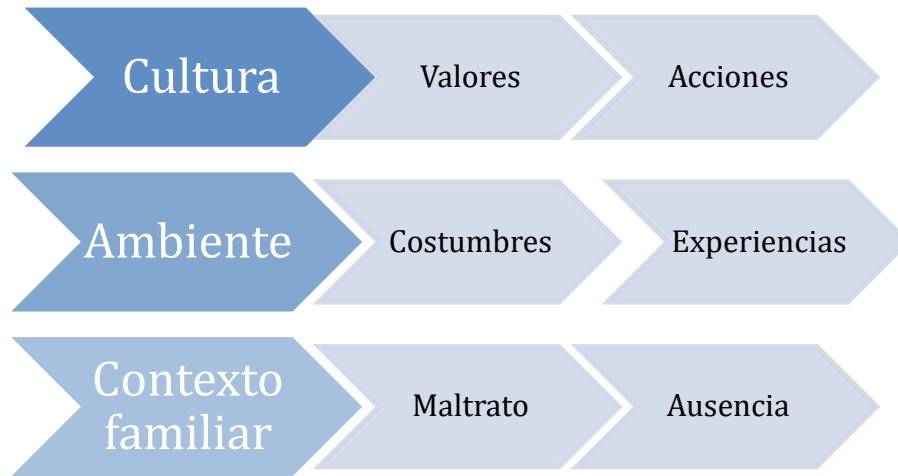 Cultura
Valores
Acciones
Ambiente
Costumbres
Experiencias
Contexto
familiar
Maltrato
Ausencia